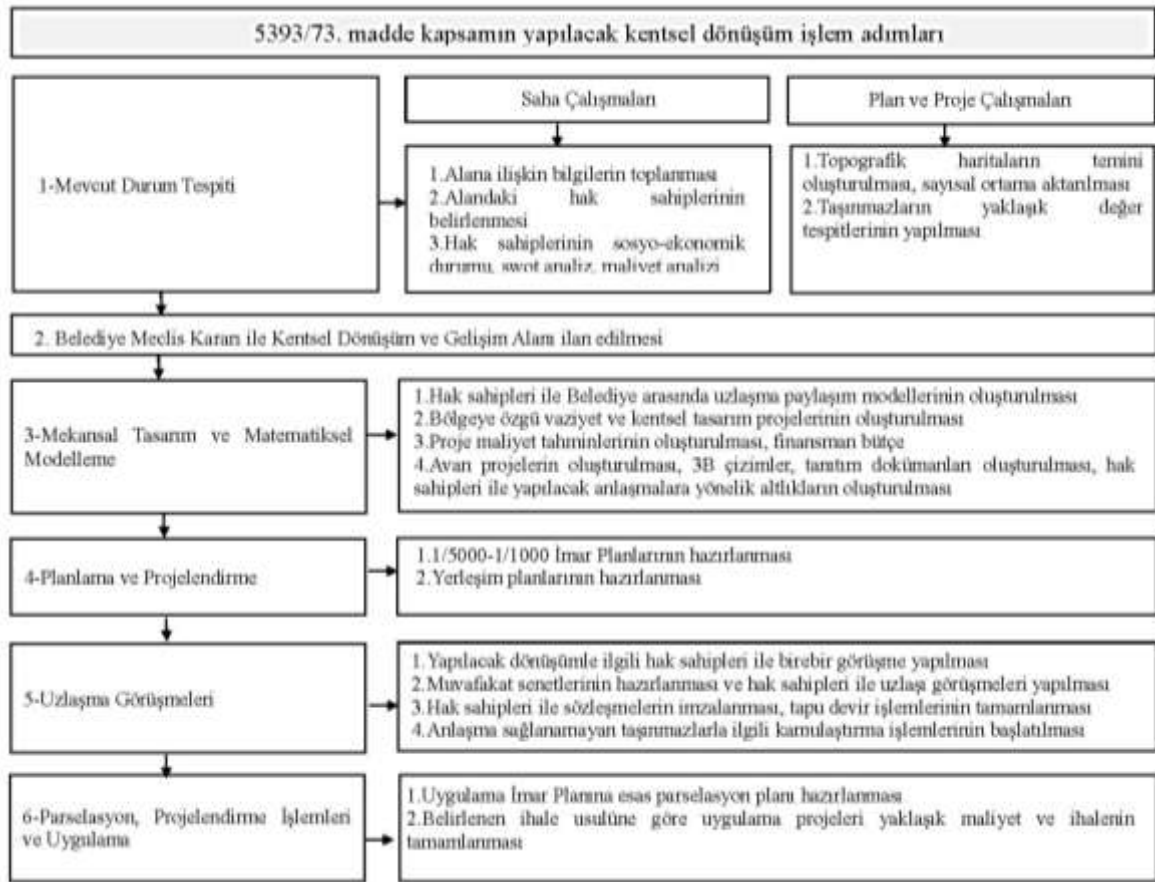 5393/73. madde kapsamın yapılacak kentsel dönüşüm işlem adımları
1-Mevcut Durum Tespiti
Saha Çalışmaları
1.Alana ilişkin bilgilerin toplanması
2.Alandaki hak sahiplerinin
belirlenmesi
3.Hak sahiplerinin sosyo-ekonomik
durumu, swot analiz, maliyet analizi
Plan ve Proje Çalışmaları
1.Topografik haritaların temini
oluşturulması, sayısal ortama aktarılması
2.Taşınmazların yaklaşık değer
tespitlerinin yapılması
2. Belediye Meclis Kararı ile Kentsel Dönüşüm ve Gelişim Alanı ilan edilmesi
3-Mekansal Tasarım ve Matematiksel
Modelleme
1.Hak sahipleri ile Belediye arasında uzlaşma paylaşım modellerinin oluşturulması
2.Bölgeye özgü vaziyet ve kentsel tasarım projelerinin oluşturulması
3.Proje maliyet tahminlerinin oluşturulması, finansman bütçe
4.Avan projelerin oluşturulması, 3B çizimler, tanıtım dokümanları oluşturulması, hak
sahipleri ile yapılacak anlaşmalara yönelik altlıkların oluşturulması
4-Planlama ve Projelendirme
1.1/5000-1/1000 İmar Planlarının hazırlanması
2.Yerleşim planlarının hazırlanması
5-Uzlaşma Görüşmeleri
1.Yapılacak dönüşümle ilgili hak sahipleri ile birebir görüşme yapılması
2.Muvafakat senetlerinin hazırlanması ve hak sahipleri ile uzlaşı görüşmeleri yapılması
3.Hak sahipleri ile sözleşmelerin imzalanması, tapu devir işlemlerinin tamamlanması
4.Anlaşma sağlanamayan taşınmazlarla ilgili kamulaştırma işlemlerinin başlatılması
6-Parselasyon, Projelendirme İşlemleri
ve Uygulama
1.Uygulama İmar Planına esas parselasyon planı hazırlanması
2.Belirlenen ihale usulüne göre uygulama projeleri yaklaşık maliyet ve ihalenin
tamamlanması